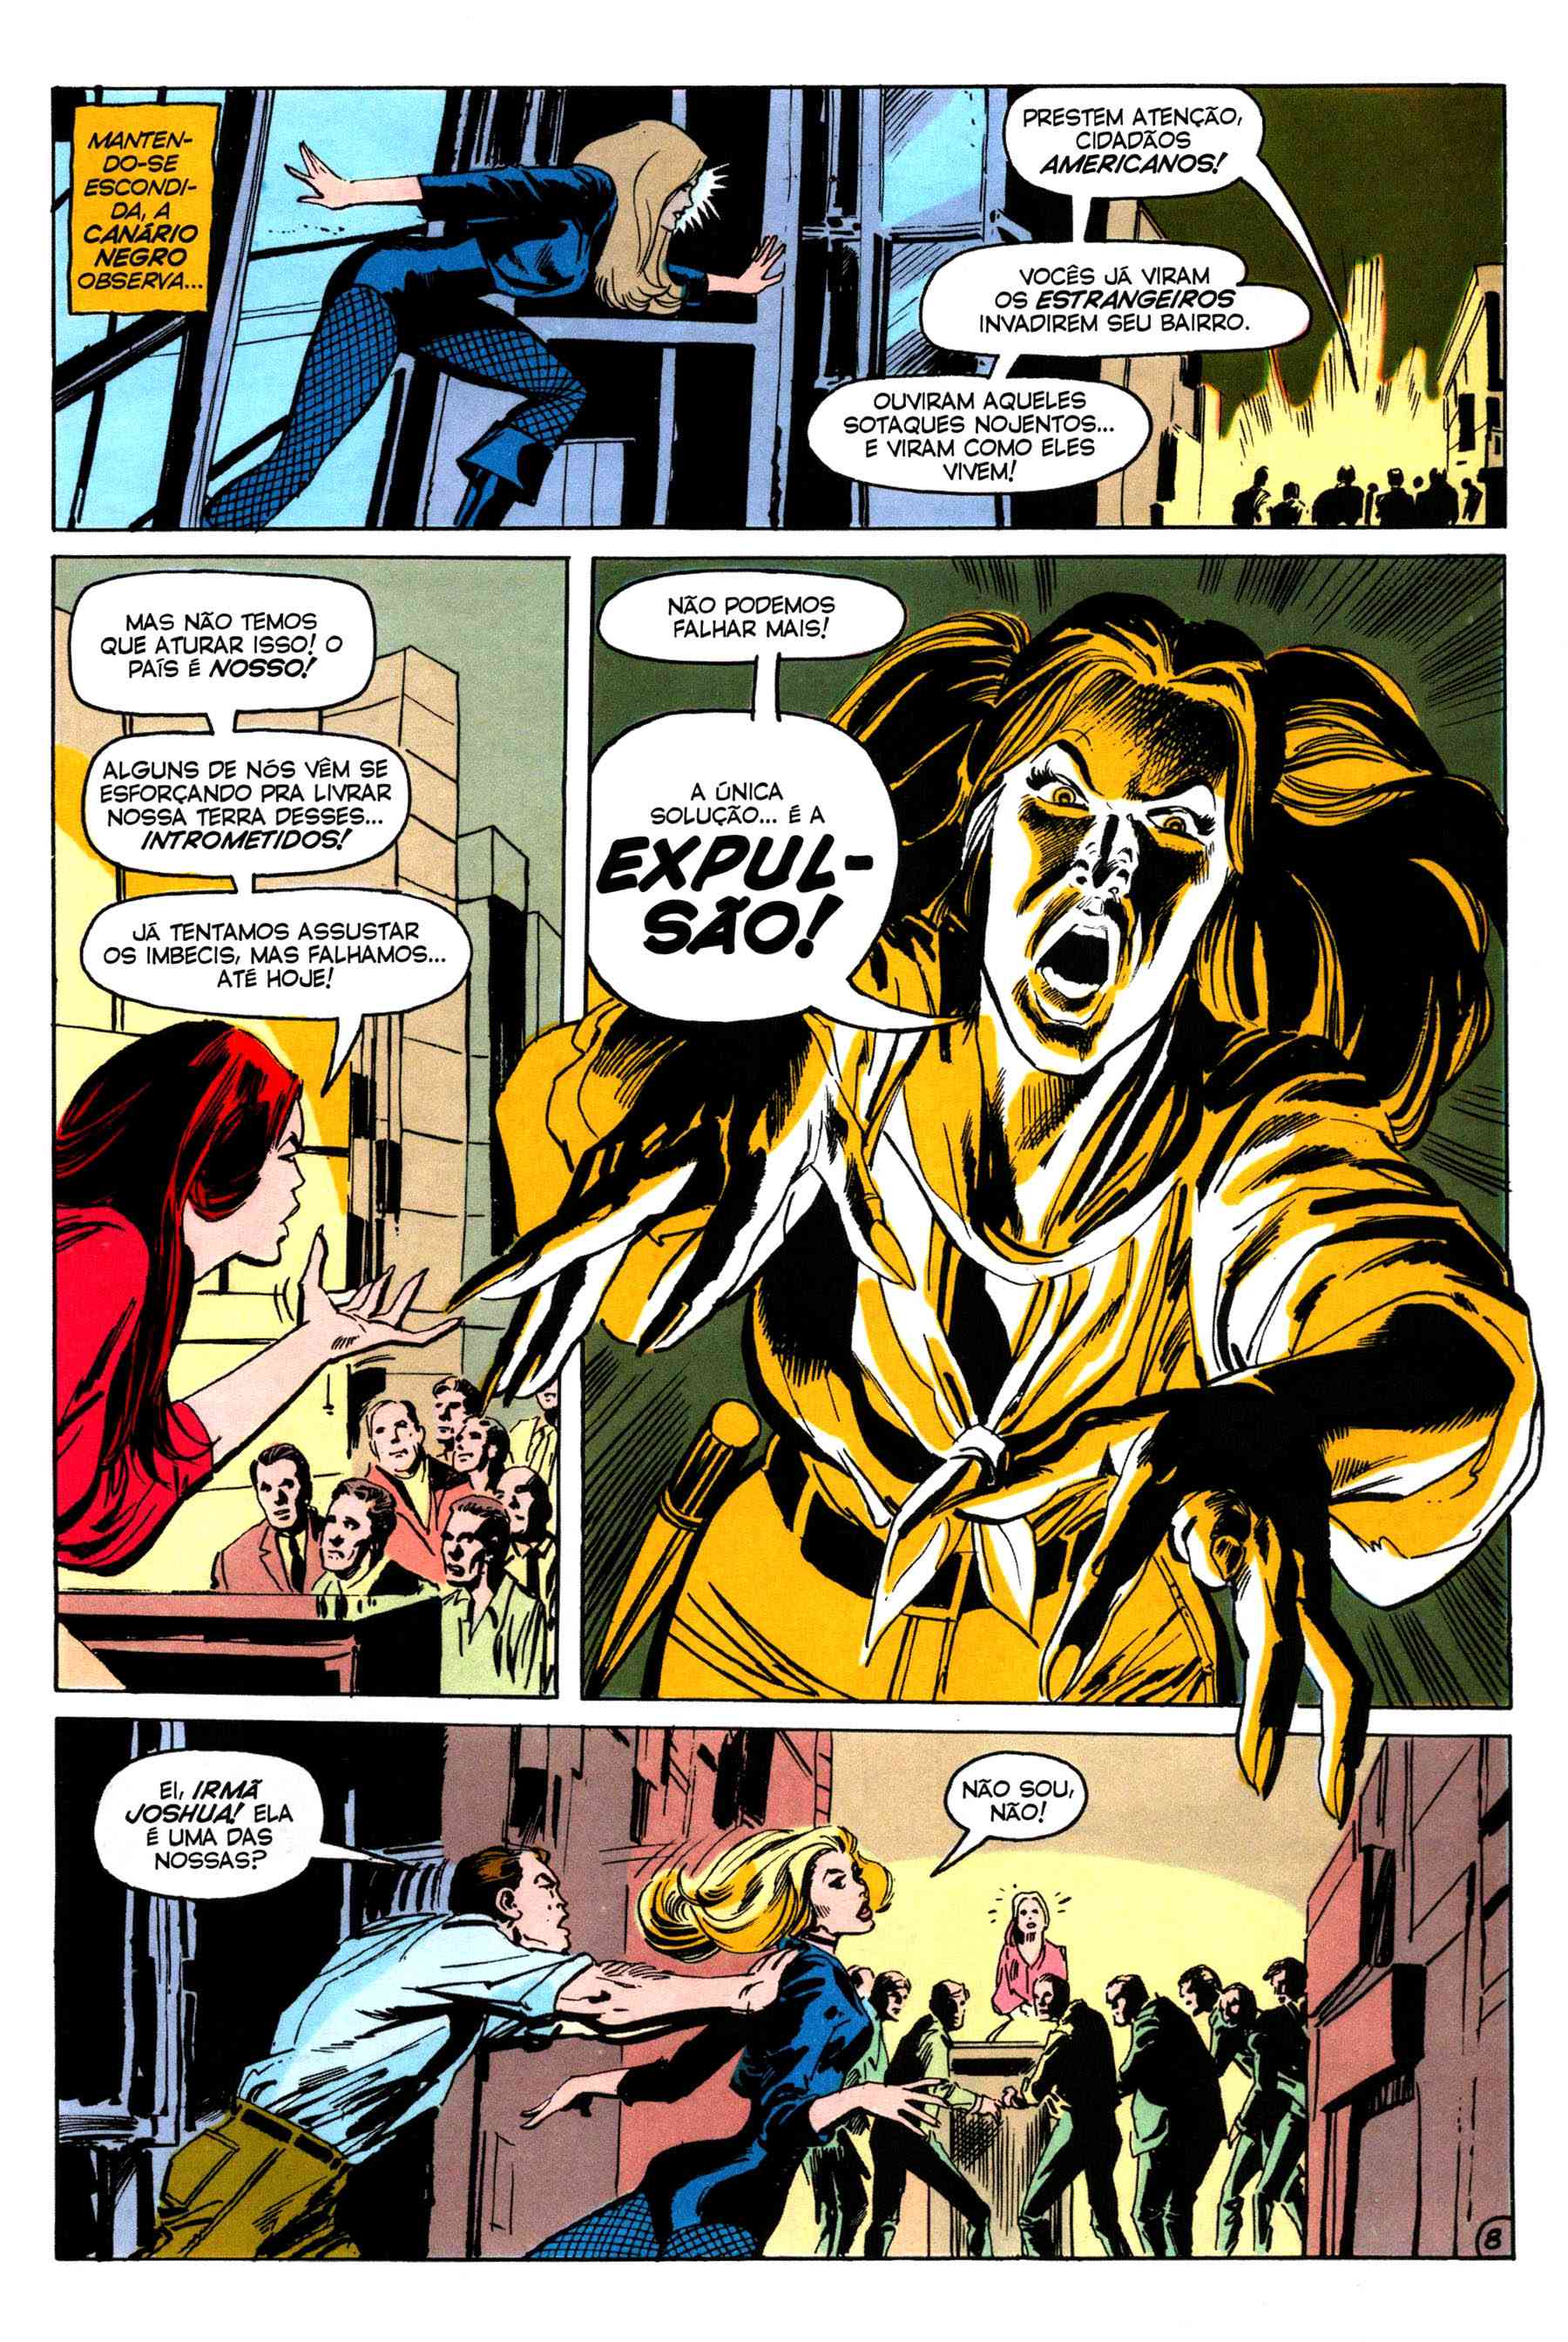 MANTEN-
DO-SE
ESCONDI-
DA, A
CANÁRIO
NEGRO
OBSERVA...
PRESTEM ATENÇÃO,
CIDADÃOS
AMERICANOS!
VOCÊS JÁ VIRAM
OS ESTRANGEIROS
INVADIREM SEU BAIRRO.
OUVIRAM AQUELES
SOTAQUES NOJENTOS...
E VIRAM COMO ELES
VIVEM!
MAS NÃO TEMOS
QUE ATURAR ISSO! O
PAÍS É NOSSO!
ALGUNS DE NÓS VÊM SE
ESFORÇANDO PRA LIVRAR
NOSSA TERRA DESSES...
INTROMETIDOS!
JÁ TENTAMOS ASSUSTAR
OS IMBECIS, MAS FALHAMOS...
ATÉ HOJE!
NÃO PODEMOS
FALHAR MAIS!
A ÚNICA
SOLUÇÃO... É A
EXPUL-
SÃO!
EI, IRMÃ
JOSHUA! ELA
É UMA DAS
NOSSAS?
NÃO SOU,
NÃO!
8